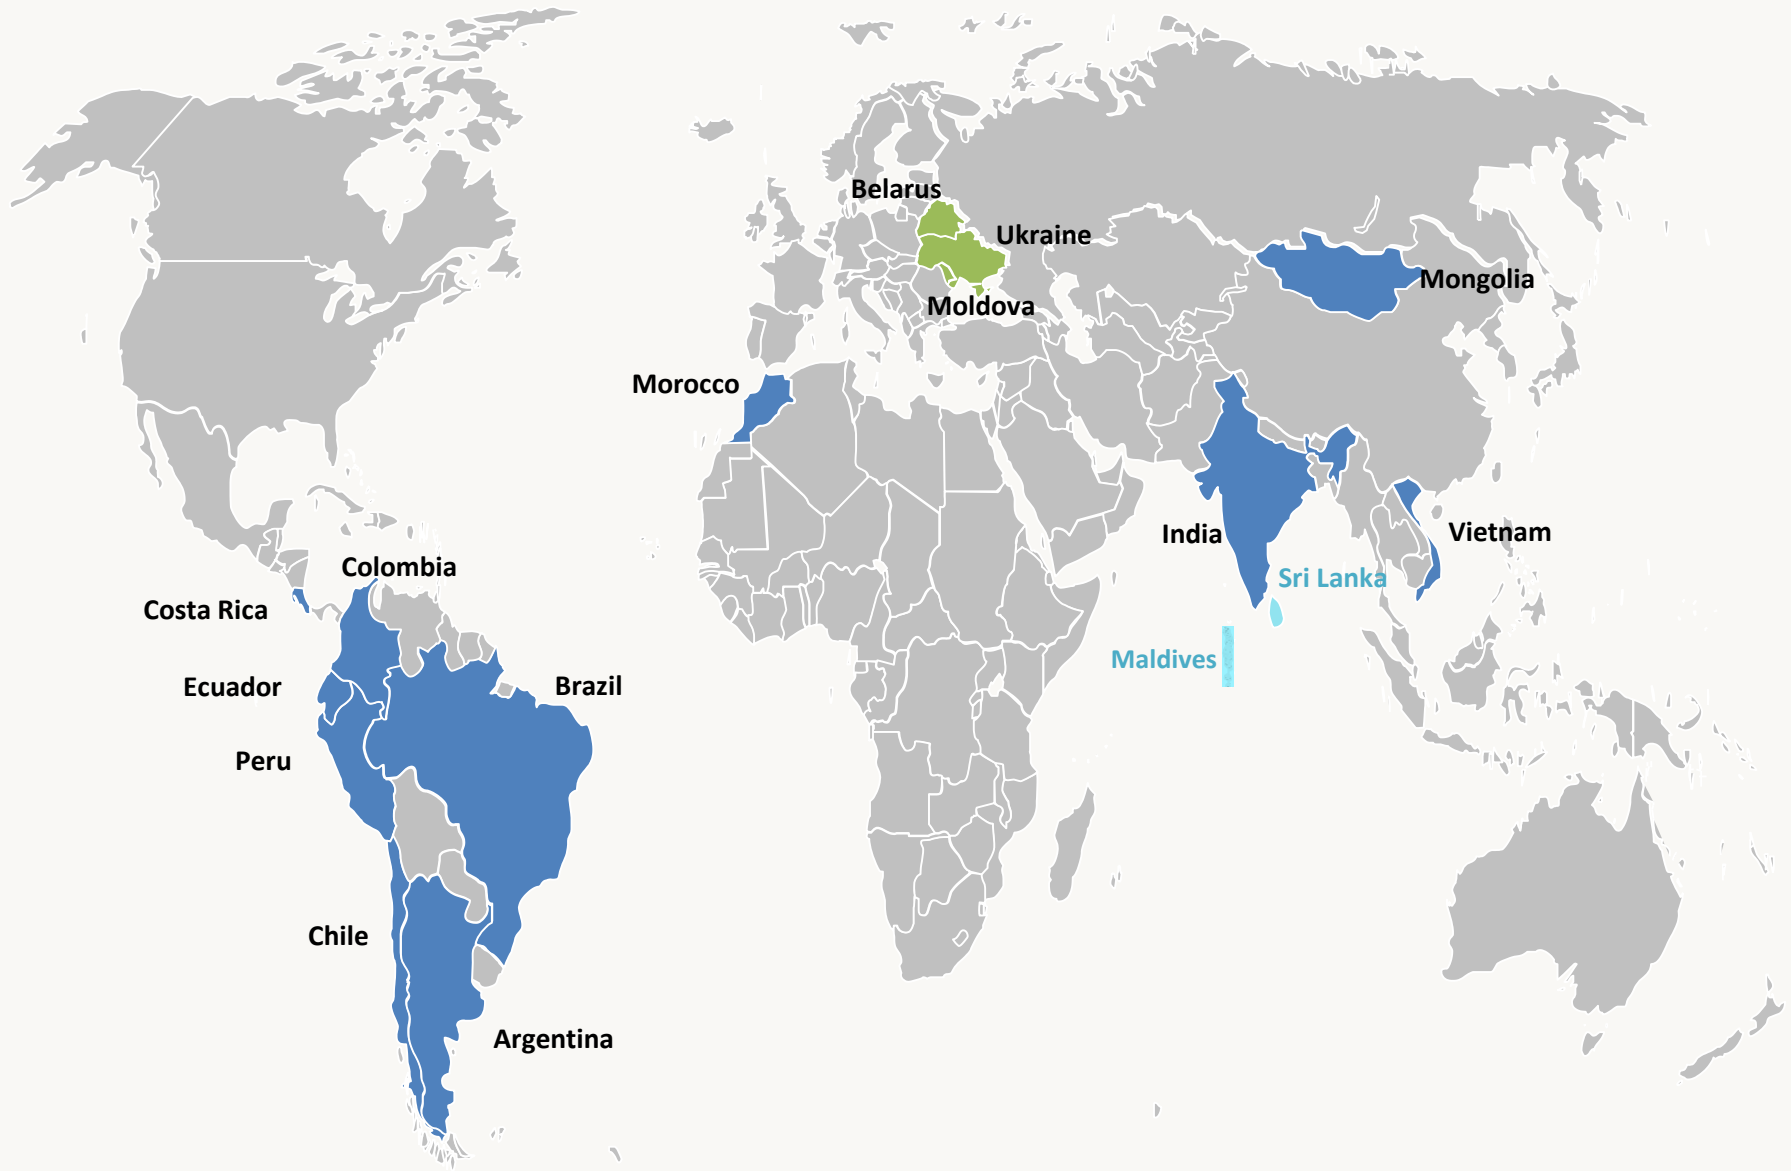 Belarus
Ukraine
Mongolia
Moldova
Morocco
India
Vietnam
Colombia
Sri Lanka
Costa Rica
Maldives
Ecuador
Brazil
Peru
Chile
Argentina